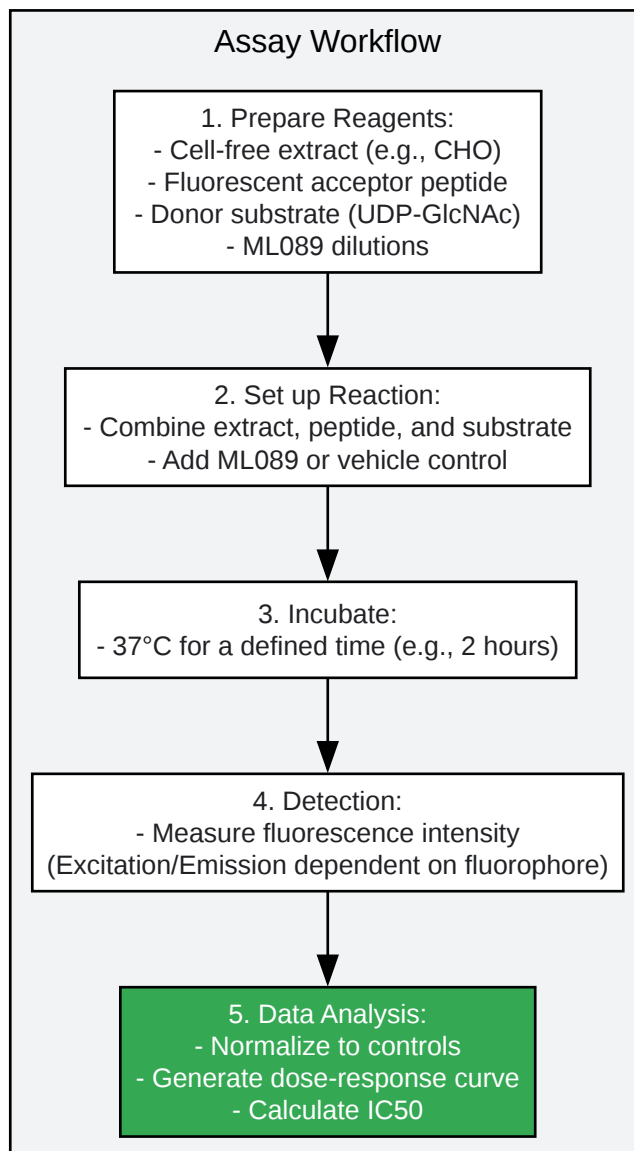 Assay Workflow
1. Prepare Reagents:
- Cell-free extract (e.g., CHO)
- Fluorescent acceptor peptide
- Donor substrate (UDP-GlcNAc)
- ML089 dilutions
2. Set up Reaction:
- Combine extract, peptide, and substrate
- Add ML089 or vehicle control
3. Incubate:
- 37°C for a defined time (e.g., 2 hours)
4. Detection:
- Measure fluorescence intensity
(Excitation/Emission dependent on fluorophore)
5. Data Analysis:
- Normalize to controls
- Generate dose-response curve
- Calculate IC50